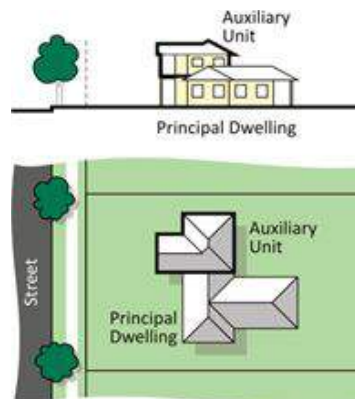 Auxiliary
Unit
Principal Dwelling
Street
Auxiliary
Unit
Principal
Dwelling